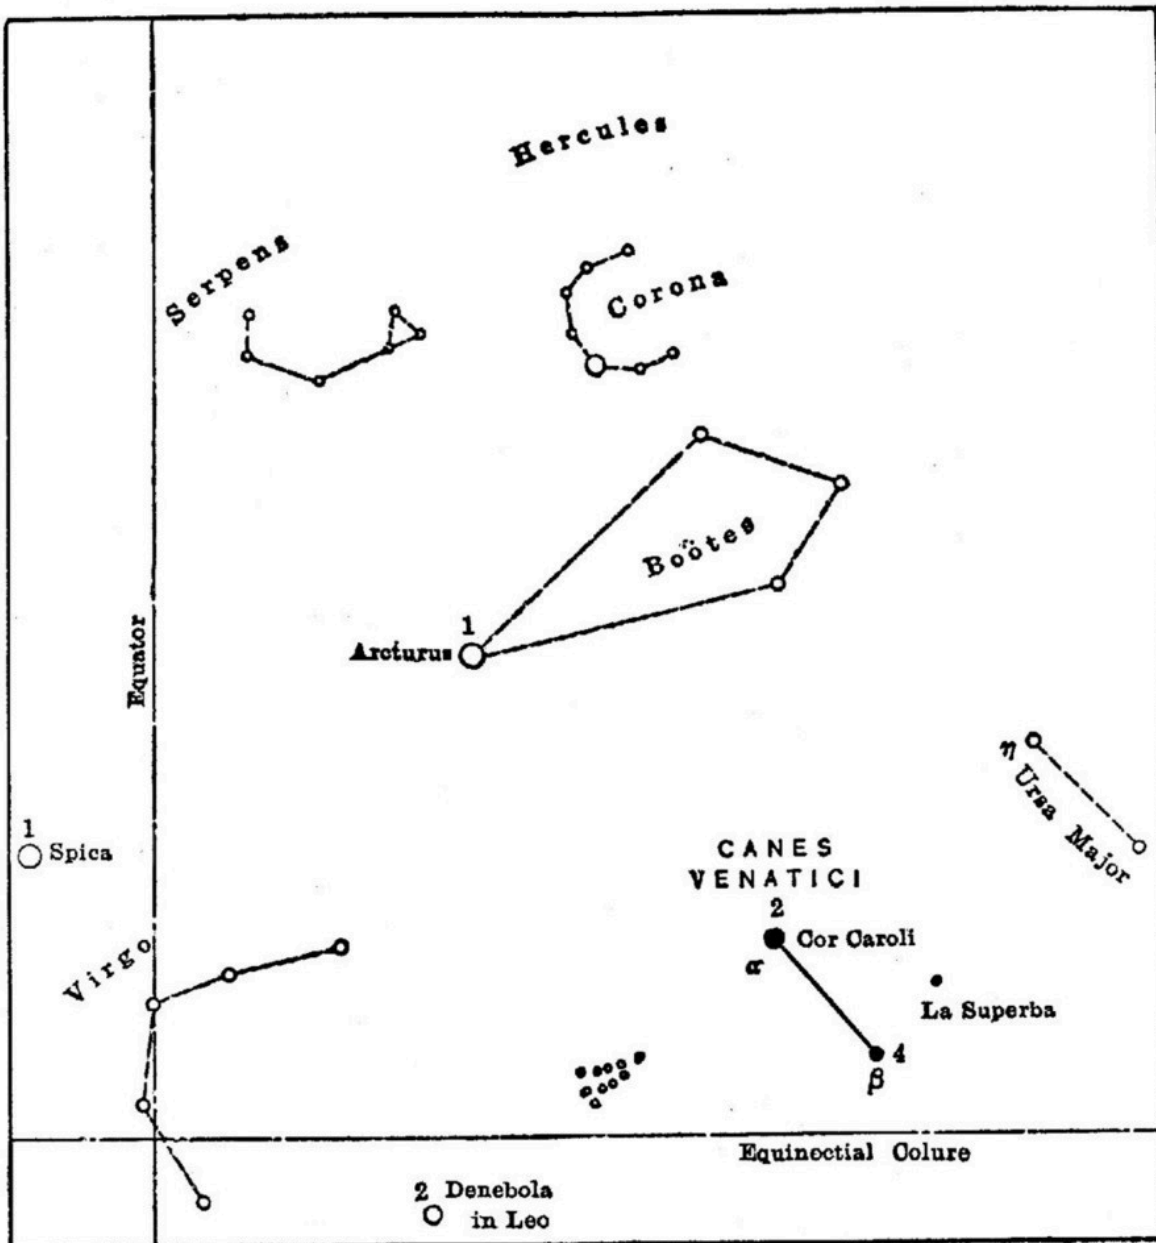 Hercules
Serpens
Corona
Boötes
1
Arcturus
Equator
η Ursa Major
1
Spica
CANES
VENATICI
2
Cor Caroli
α
Virgo
La Superba
4
β
Equinoctial Colure
2 Denebola
in Leo